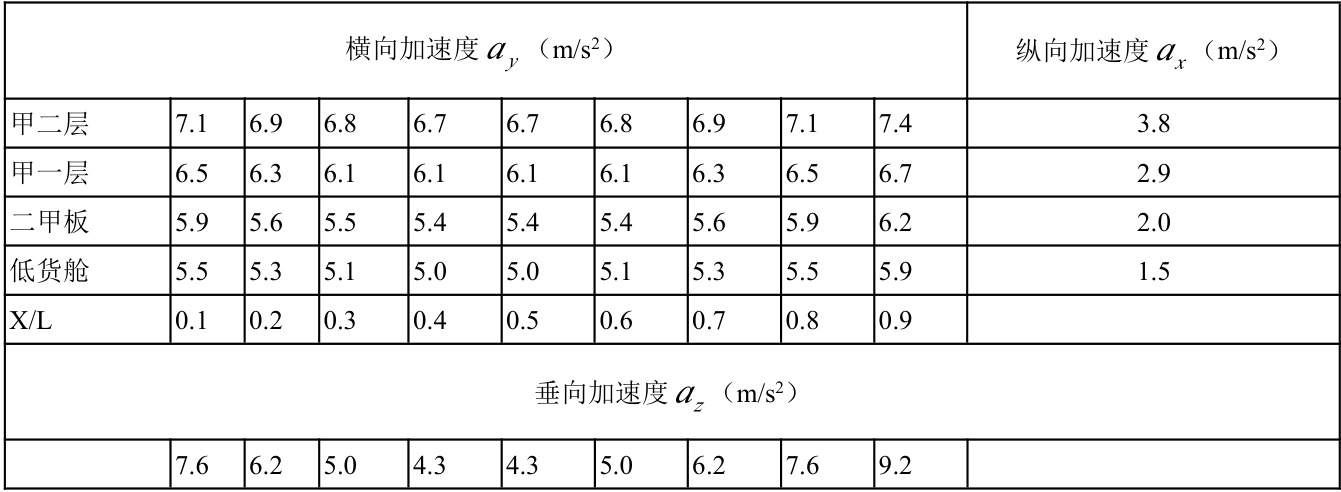 横向加速度 a_y（m/s²） 纵向加速度 a_x（m/s²）
甲二层 7.1 6.9 6.8 6.7 6.7 6.8 6.9 7.1 7.4 3.8
甲一层 6.5 6.3 6.1 6.1 6.1 6.1 6.3 6.5 6.7 2.9
二甲板 5.9 5.6 5.5 5.4 5.4 5.4 5.6 5.9 6.2 2.0
低货舱 5.5 5.3 5.1 5.0 5.0 5.1 5.3 5.5 5.9 1.5
X/L 0.1 0.2 0.3 0.4 0.5 0.6 0.7 0.8 0.9
垂向加速度 a_z（m/s²）
7.6 6.2 5.0 4.3 4.3 5.0 6.2 7.6 9.2